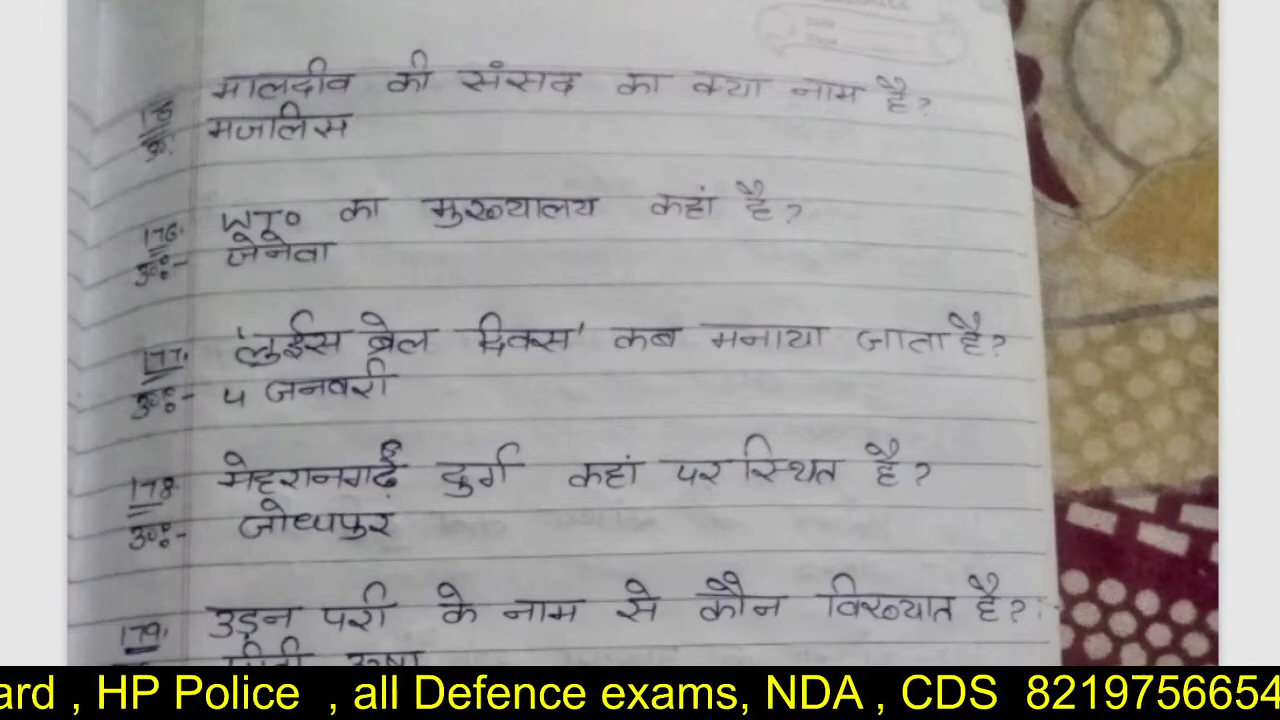 मालदीव की संसद का क्या नाम है?
मजलिस
176. WTO का मुख्यालय कहां है?
उ०:- जेनेवा
177. 'लुईस ब्रेल दिवस' कब मनाया जाता है?
उ०:- 4 जनवरी
178. मेहरानगढ़ दुर्ग कहां पर स्थित है?
उ०:- जोधपुर
179. उड़न परी के नाम से कौन विख्यात है?
ard , HP Police , all Defence exams, NDA , CDS 8219756654